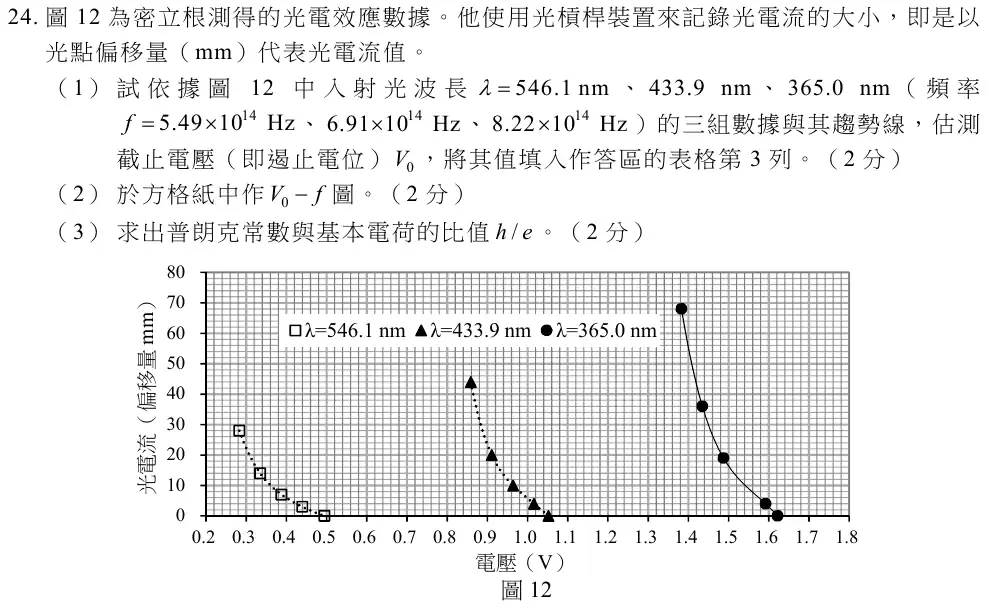 24. 圖 12 為密立根測得的光電效應數據。他使用光槓桿裝置來記錄光電流的大小，即是以
光點偏移量（mm）代表光電流值。
（1） 試依據圖 12 中入射光波長 λ = 546.1 nm 、 433.9 nm 、 365.0 nm（頻率
f = 5.49×10¹⁴ Hz、6.91×10¹⁴ Hz、8.22×10¹⁴ Hz）的三組數據與其趨勢線，估測
截止電壓（即遏止電位）V₀，將其值填入作答區的表格第 3 列。（2 分）
（2） 於方格紙中作 V₀ − f 圖。（2 分）
（3） 求出普朗克常數與基本電荷的比值 h / e。（2 分）
光電流（偏移量 mm）
80
70
60
50
40
30
20
10
0
λ=546.1 nm λ=433.9 nm λ=365.0 nm
0.2 0.3 0.4 0.5 0.6 0.7 0.8 0.9 1.0 1.1 1.2 1.3 1.4 1.5 1.6 1.7 1.8
電壓（V）
圖 12